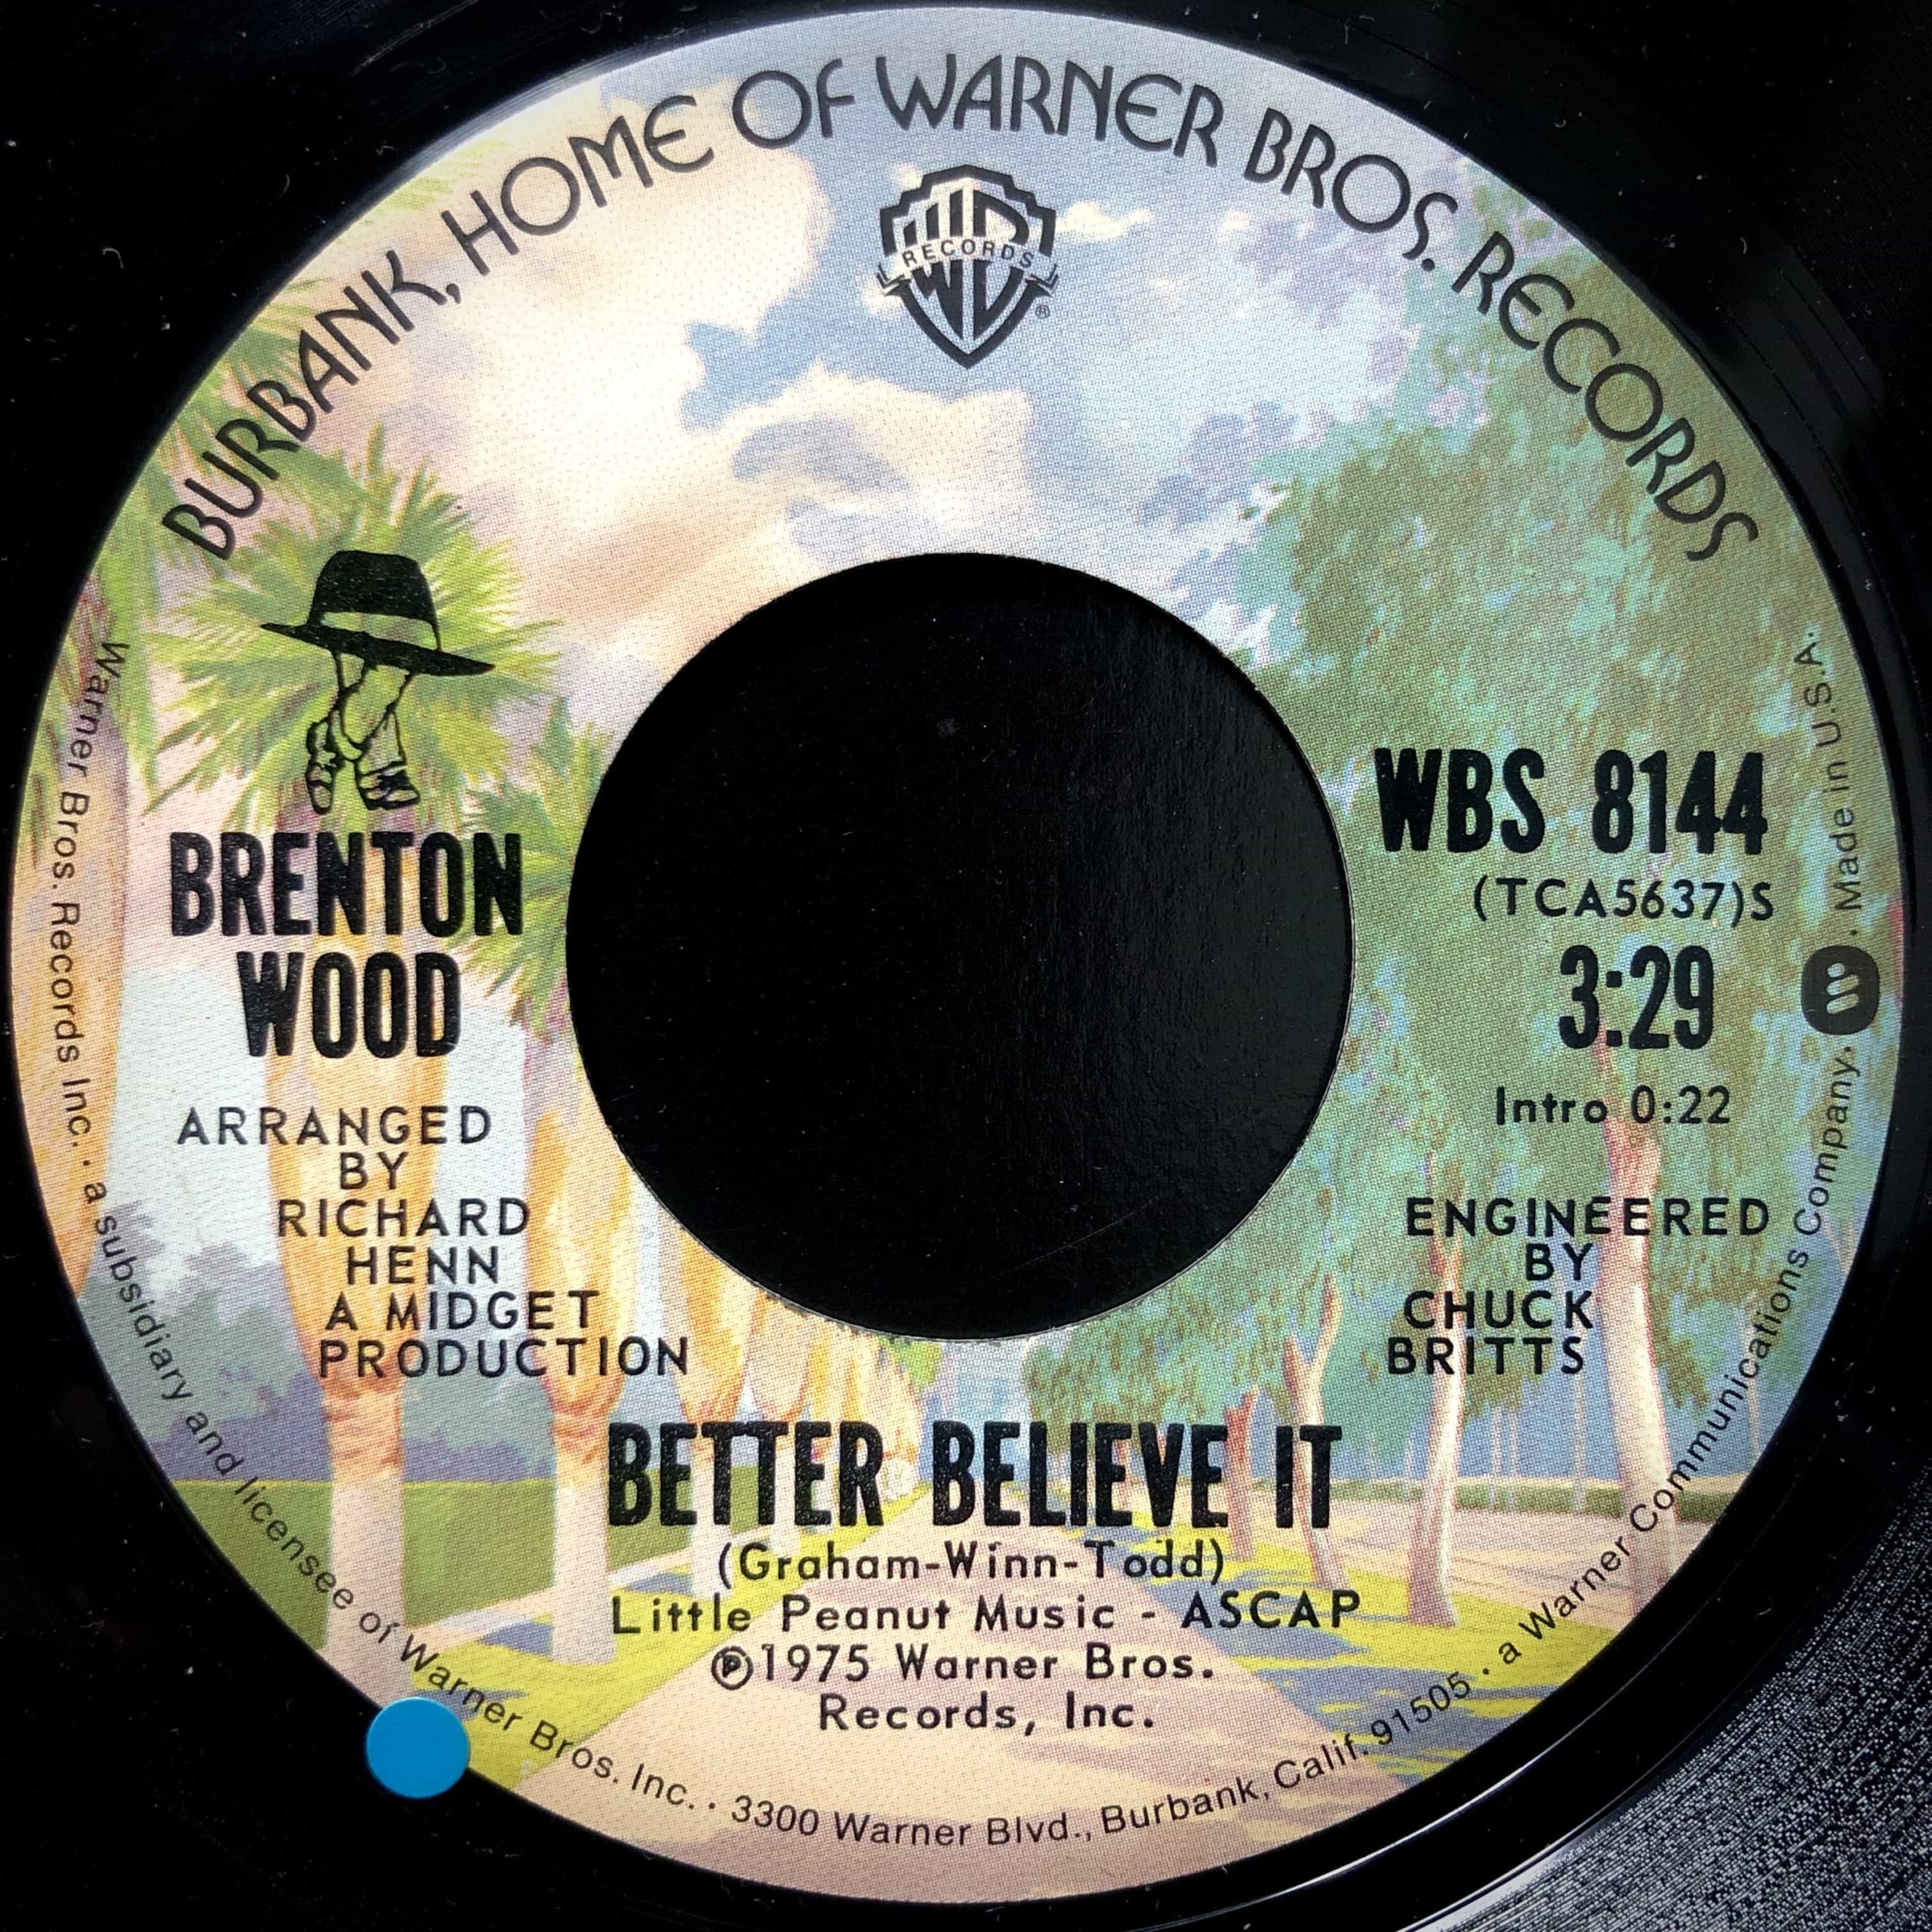 BURBANK, HOME OF WARNER BROS. RECORDS
WB
RECORDS
®
BRENTON
WOOD
ARRANGED
BY
RICHARD
HENN
A MIDGET
PRODUCTION
WBS 8144
(TCA5637)S
3:29
Intro 0:22
ENGINEERED
BY
CHUCK
BRITTS
BETTER BELIEVE IT
(Graham-Winn-Todd)
Little Peanut Music - ASCAP
℗1975 Warner Bros.
Records, Inc.
Warner Bros. Records Inc. · a subsidiary and licensee of Warner Bros. Inc. · 3300 Warner Blvd., Burbank, Calif. 91505 · a Warner Communications Company. W · Made in U.S.A.